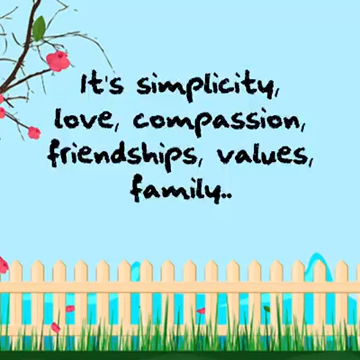 It's simplicity,
love, compassion,
friendships, values,
family..